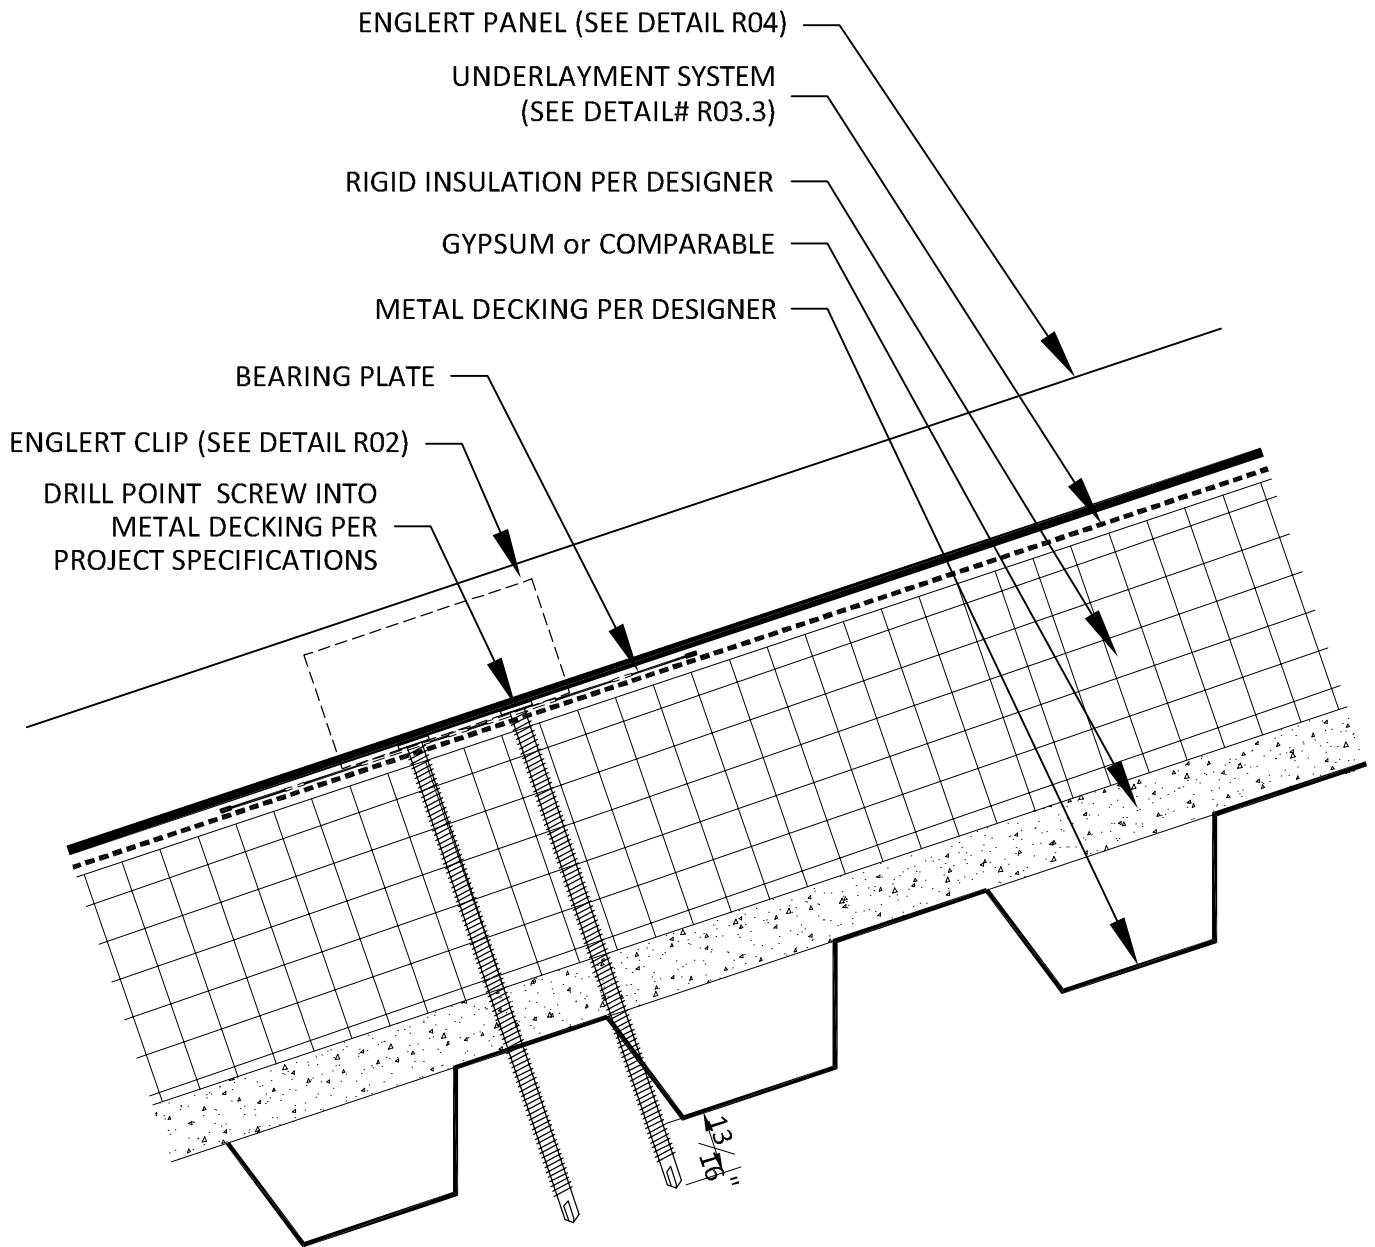 ENGLERT PANEL (SEE DETAIL R04)
UNDERLAYMENT SYSTEM
(SEE DETAIL# R03.3)
RIGID INSULATION PER DESIGNER
GYPSUM or COMPARABLE
METAL DECKING PER DESIGNER
BEARING PLATE
ENGLERT CLIP (SEE DETAIL R02)
DRILL POINT  SCREW INTO
METAL DECKING PER
PROJECT SPECIFICATIONS
13/16"